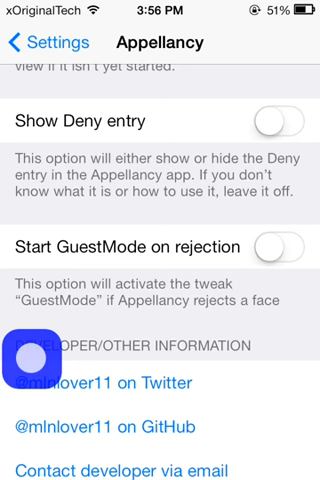 xOriginalTech 3:56 PM 51%
Settings Appellancy
view if it isn't yet started.
Show Deny entry
This option will either show or hide the Deny
entry in the Appellancy app. If you don't
know what it is or how to use it, leave it off.
Start GuestMode on rejection
This option will activate the tweak
“GuestMode” if Appellancy rejects a face
DEVELOPER/OTHER INFORMATION
@mlnlover11 on Twitter
@mlnlover11 on GitHub
Contact developer via email